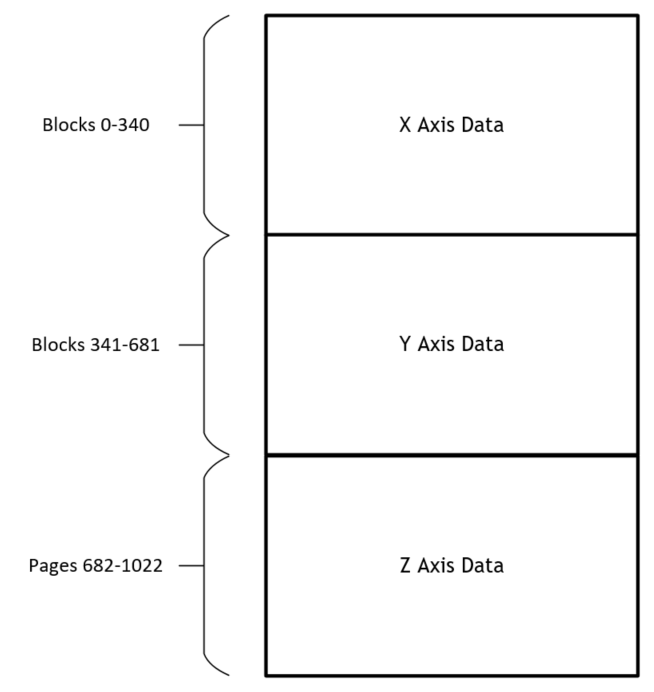 Blocks 0-340
X Axis Data
Blocks 341-681
Y Axis Data
Pages 682-1022
Z Axis Data